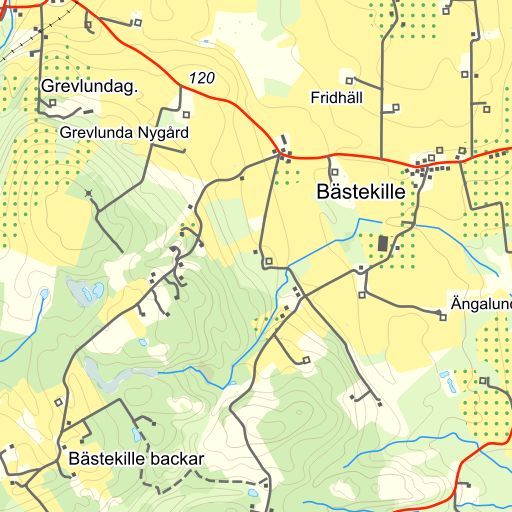 120
Grevlundag.
Fridhäll
Grevlunda Nygård
Bästekille
Ängalund
Bästekille backar